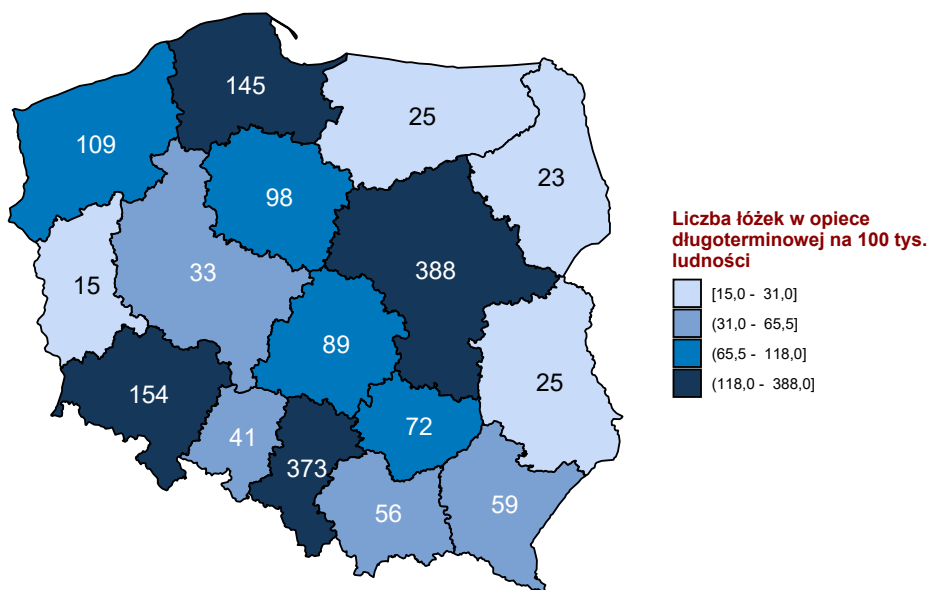 145
25
109
23
98
388
33
15
89
25
154
72
41
373
56
59
Liczba łóżek w opiece
długoterminowej na 100 tys.
ludności
[15,0 - 31,0]
(31,0 - 65,5]
(65,5 - 118,0]
(118,0 - 388,0]